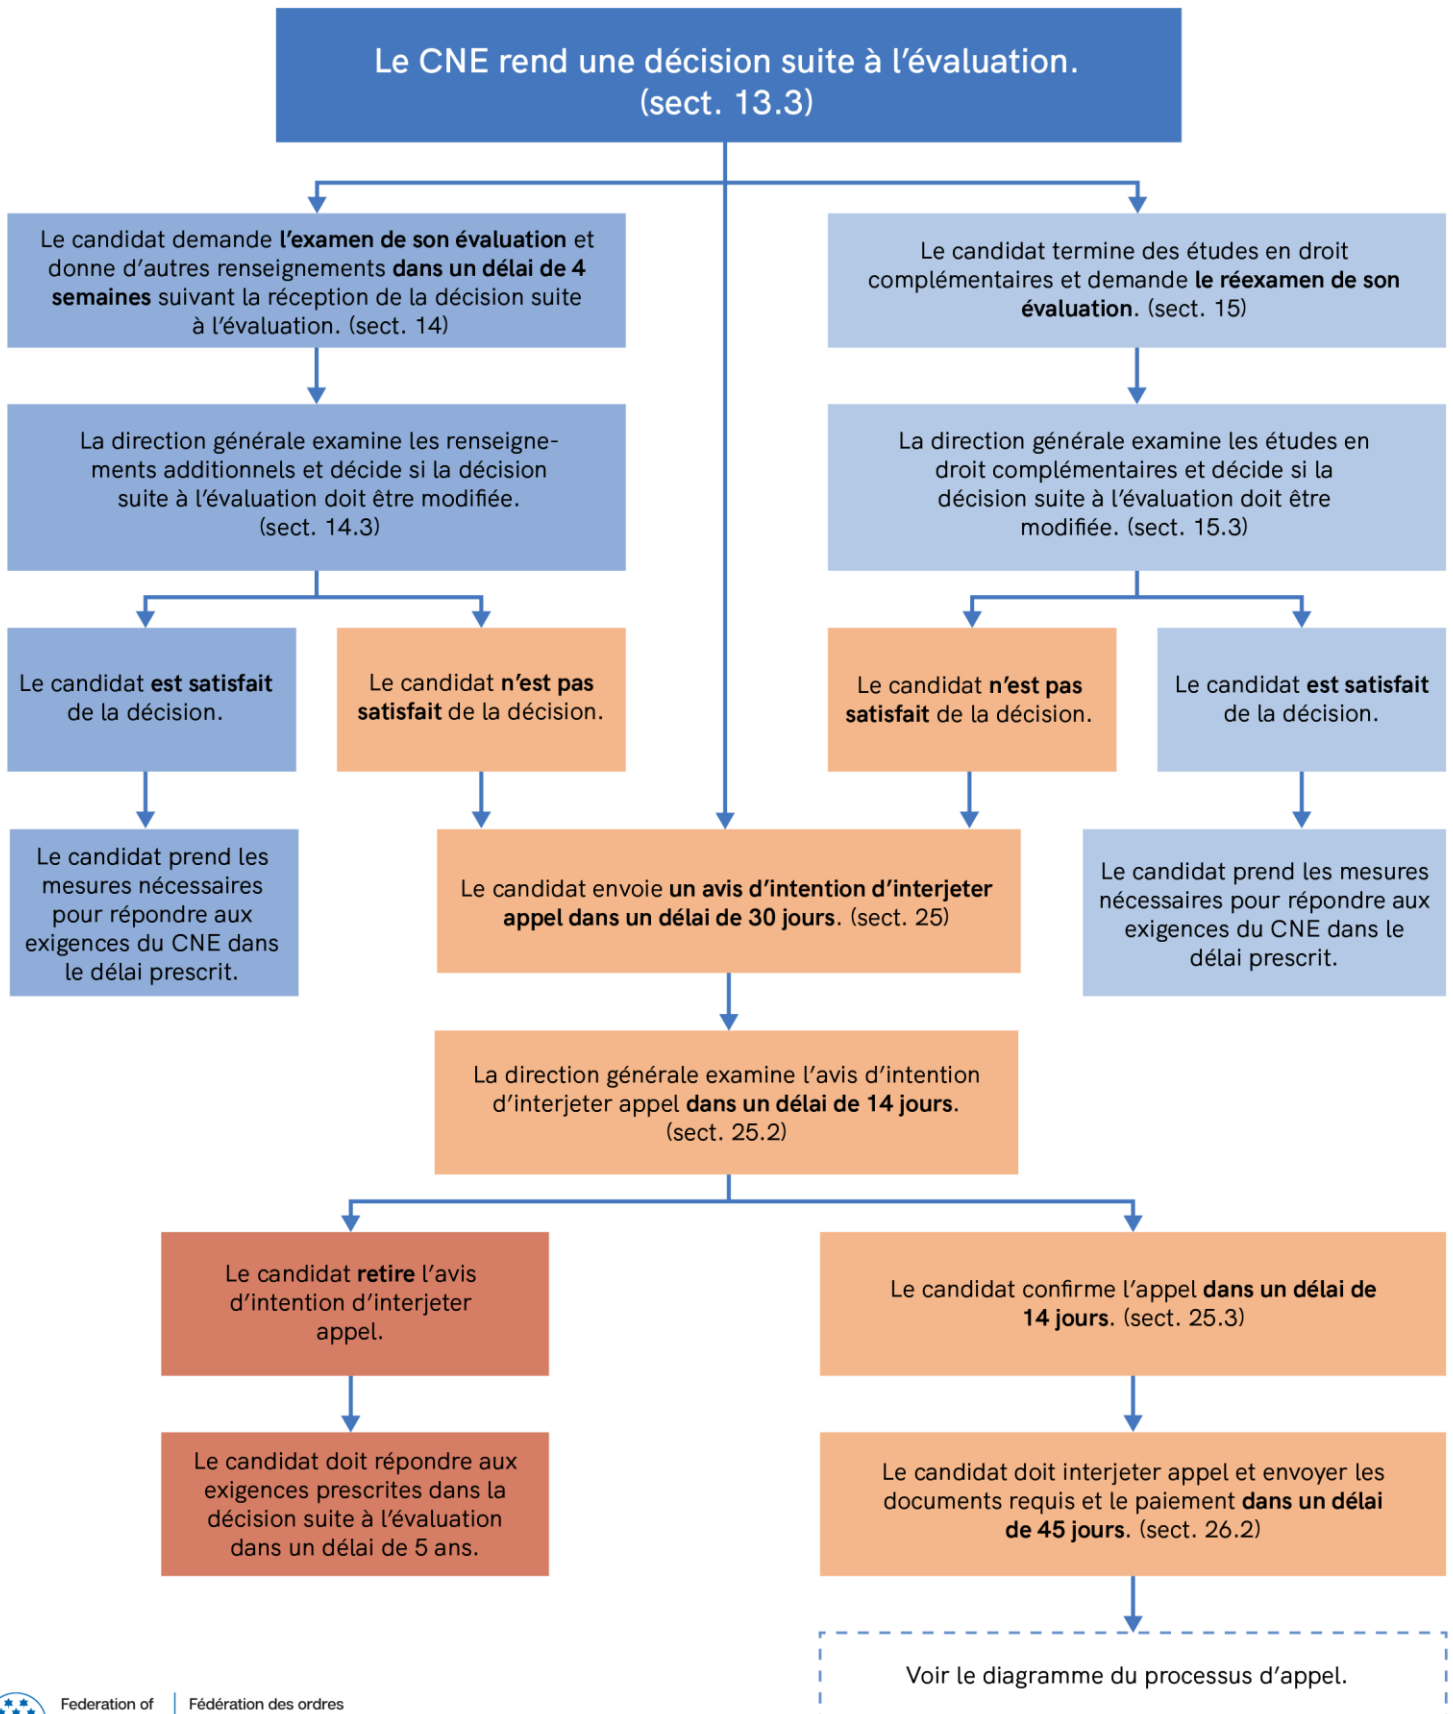 Le CNE rend une décision suite à l’évaluation.
(sect. 13.3)
Le candidat demande l’examen de son évaluation et
donne d’autres renseignements dans un délai de 4
semaines suivant la réception de la décision suite
à l’évaluation. (sect. 14)
Le candidat termine des études en droit
complémentaires et demande le réexamen de son
évaluation. (sect. 15)
La direction générale examine les renseigne-
ments additionnels et décide si la décision
suite à l’évaluation doit être modifiée.
(sect. 14.3)
La direction générale examine les études en
droit complémentaires et décide si la
décision suite à l’évaluation doit être
modifiée. (sect. 15.3)
Le candidat est satisfait
de la décision.
Le candidat n’est pas
satisfait de la décision.
Le candidat n’est pas
satisfait de la décision.
Le candidat est satisfait
de la décision.
Le candidat prend les
mesures nécessaires
pour répondre aux
exigences du CNE dans
le délai prescrit.
Le candidat envoie un avis d’intention d’interjeter
appel dans un délai de 30 jours. (sect. 25)
Le candidat prend les mesures
nécessaires pour répondre aux
exigences du CNE dans le
délai prescrit.
La direction générale examine l’avis d’intention
d’interjeter appel dans un délai de 14 jours.
(sect. 25.2)
Le candidat retire l’avis
d’intention d’interjeter
appel.
Le candidat confirme l’appel dans un délai de
14 jours. (sect. 25.3)
Le candidat doit répondre aux
exigences prescrites dans la
décision suite à l’évaluation
dans un délai de 5 ans.
Le candidat doit interjeter appel et envoyer les
documents requis et le paiement dans un délai
de 45 jours. (sect. 26.2)
Voir le diagramme du processus d’appel.
Federation of
Fédération des ordres